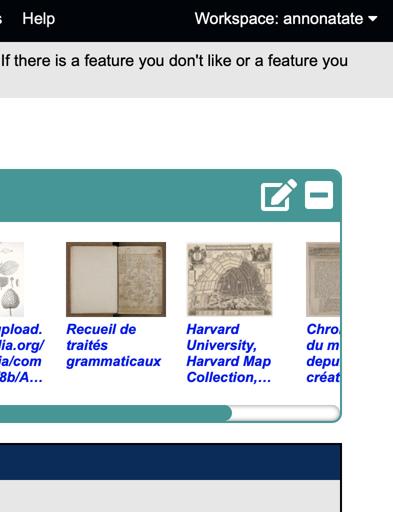 Help
Workspace: annonatate
If there is a feature you don't like or a feature you
pload.
dia.org/
ia/com
8b/A...
Recueil de
traités
grammaticaux
Harvard
University,
Harvard Map
Collection,...
Chro
du m
depu
créat